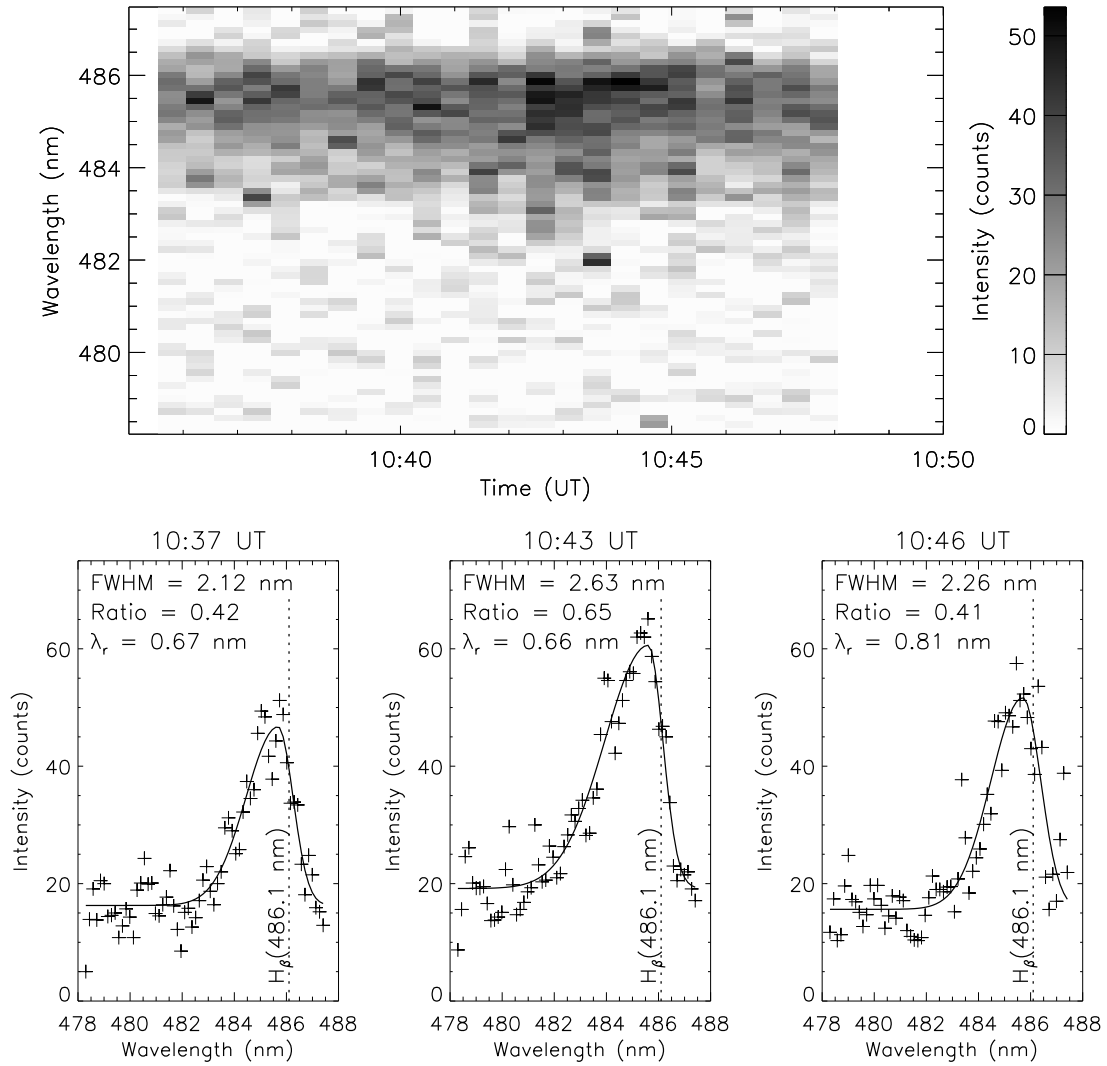 486
484
482
480
Wavelength (nm)
10:40
10:45
10:50
Time (UT)
50
40
30
20
10
0
Intensity (counts)
10:37 UT
FWHM = 2.12 nm
Ratio = 0.42
λr = 0.67 nm
Hβ(486.1 nm)
60
40
20
0
Intensity (counts)
478 480 482 484 486 488
Wavelength (nm)
10:43 UT
FWHM = 2.63 nm
Ratio = 0.65
λr = 0.66 nm
Hβ(486.1 nm)
60
40
20
0
Intensity (counts)
478 480 482 484 486 488
Wavelength (nm)
10:46 UT
FWHM = 2.26 nm
Ratio = 0.41
λr = 0.81 nm
Hβ(486.1 nm)
60
40
20
0
Intensity (counts)
478 480 482 484 486 488
Wavelength (nm)